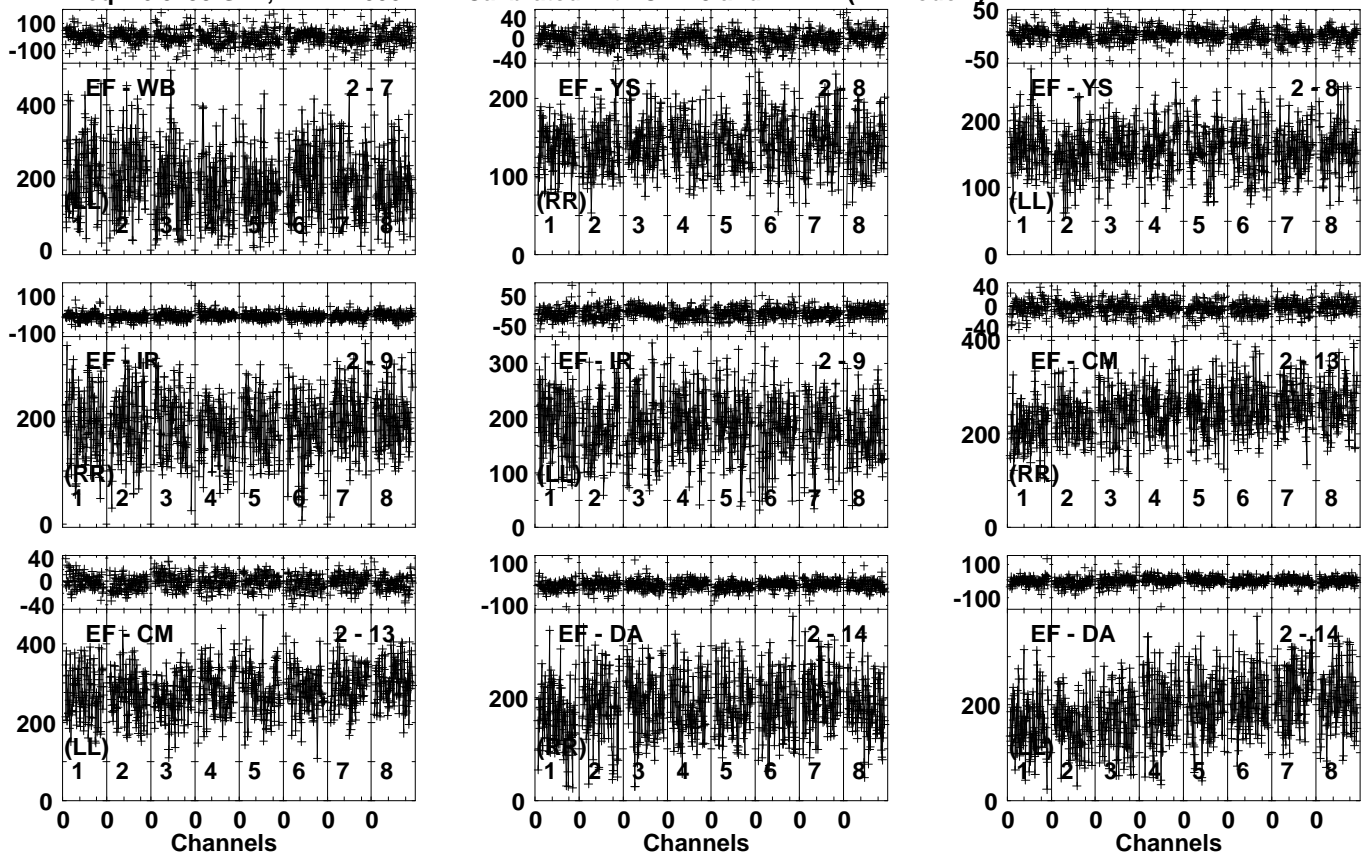 100 40 50
0
-100 -40 -50
EF - WB 2 - 7 EF - YS 2 - 8 EF - YS 2 - 8
400 200 200
200 100 100
(LL) (RR) (LL)
1 2 3 4 5 6 7 8 1 2 3 4 5 6 7 8 1 2 3 4 5 6 7 8
0 0 0
100 50 40
0
-100 -50 -40
EF - IR 2 - 9 EF - IR 2 - 9 EF - CM 2 - 13
300 400
200 200 200
100
(RR) (LL) (RR)
1 2 3 4 5 6 7 8 1 2 3 4 5 6 7 8 1 2 3 4 5 6 7 8
0 0 0
40 100 100
0
-40 -100 -100
EF - CM 2 - 13 EF - DA 2 - 14 EF - DA 2 - 14
400
200 200 200
(LL) (RR) (LL)
1 2 3 4 5 6 7 8 1 2 3 4 5 6 7 8 1 2 3 4 5 6 7 8
0 0 0
0 0 0 0 0 0 0 0 0 0 0 0 0 0 0 0 0 0 0 0 0 0 0 0
Channels Channels Channels